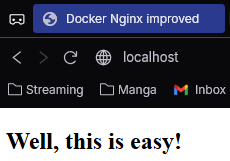 Docker Nginx improved
localhost
Streaming Manga Inbox
Well, this is easy!